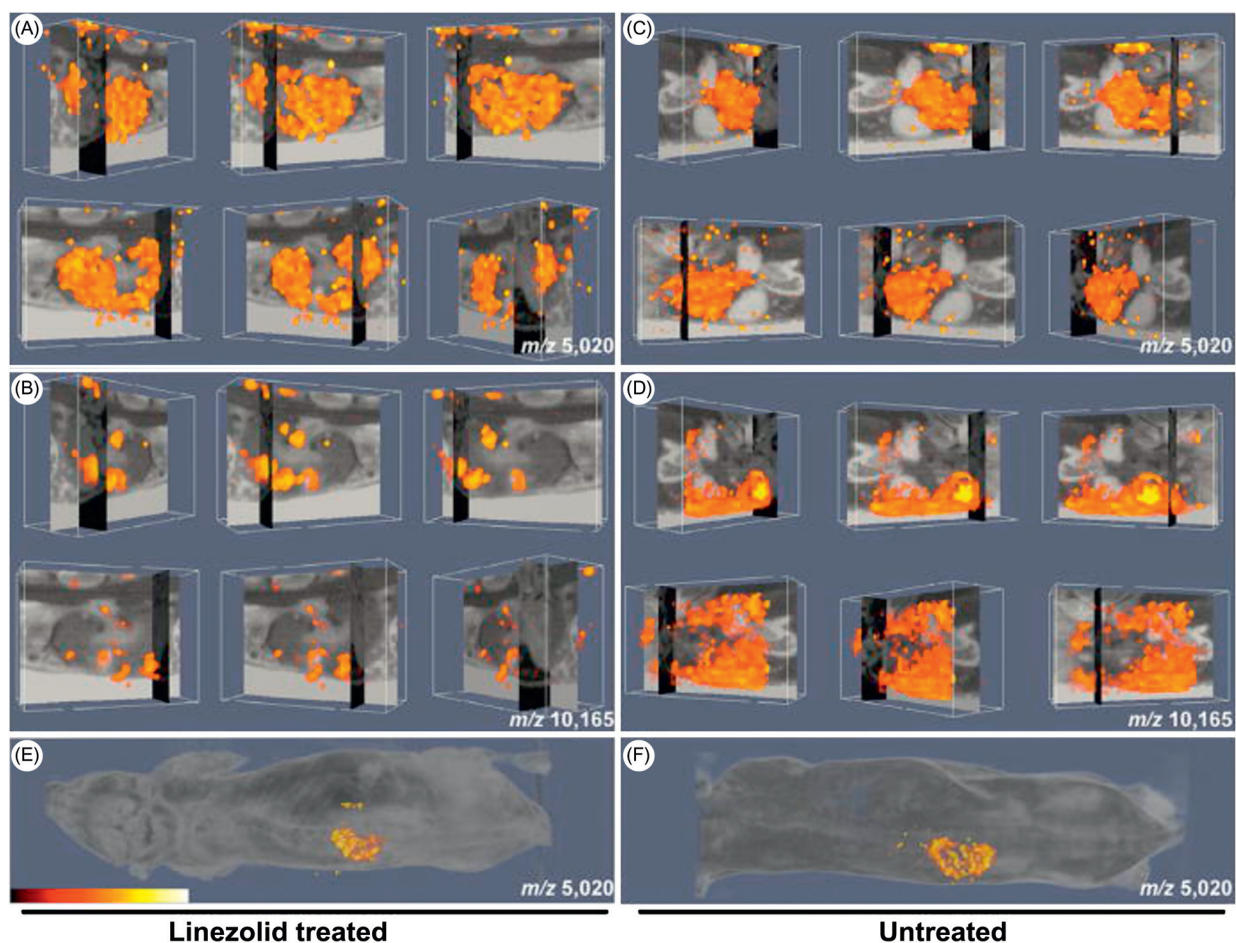 (A)
(C)
m/z 5,020
m/z 5,020
(B)
(D)
m/z 10,165
m/z 10,165
(E)
(F)
m/z 5,020
m/z 5,020
Linezolid treated
Untreated